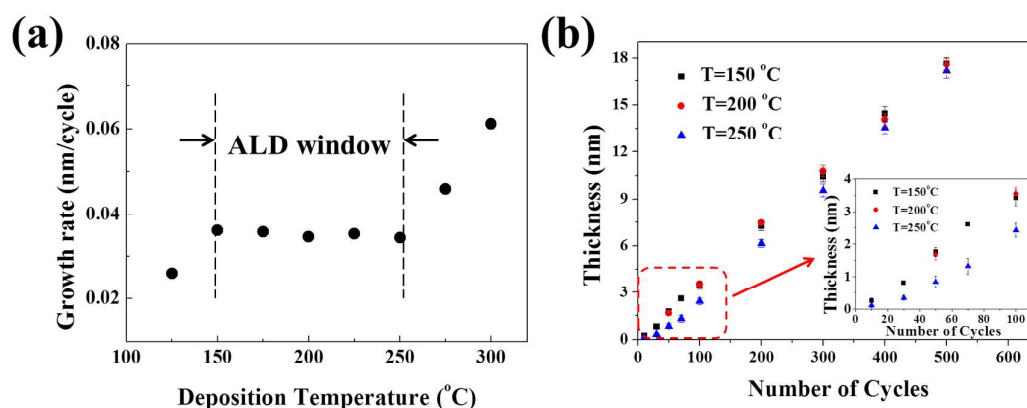 (a)
0.08
0.06
0.04
0.02
Growth rate (nm/cycle)
ALD window
100 150 200 250 300
Deposition Temperature (°C)
(b)
18
15
12
9
6
3
0
Thickness (nm)
T=150 °C
T=200 °C
T=250 °C
0 100 200 300 400 500 600
Number of Cycles
4
3
2
1
0
Thickness (nm)
T=150°C
T=200°C
T=250°C
0 20 40 60 80 100
Number of Cycles